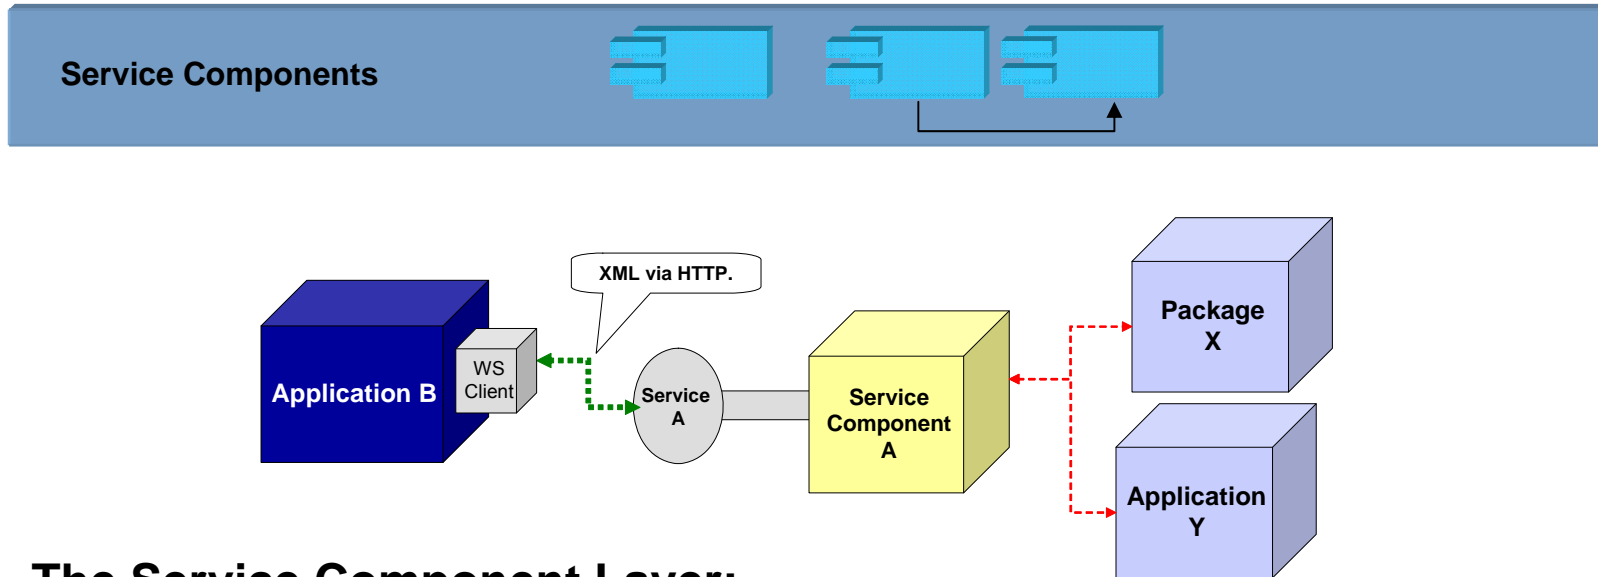 Service Components
XML via HTTP.
Application B
WS
Client
Service
A
Service
Component
A
Package
X
Application
Y
The Service Component Layer: